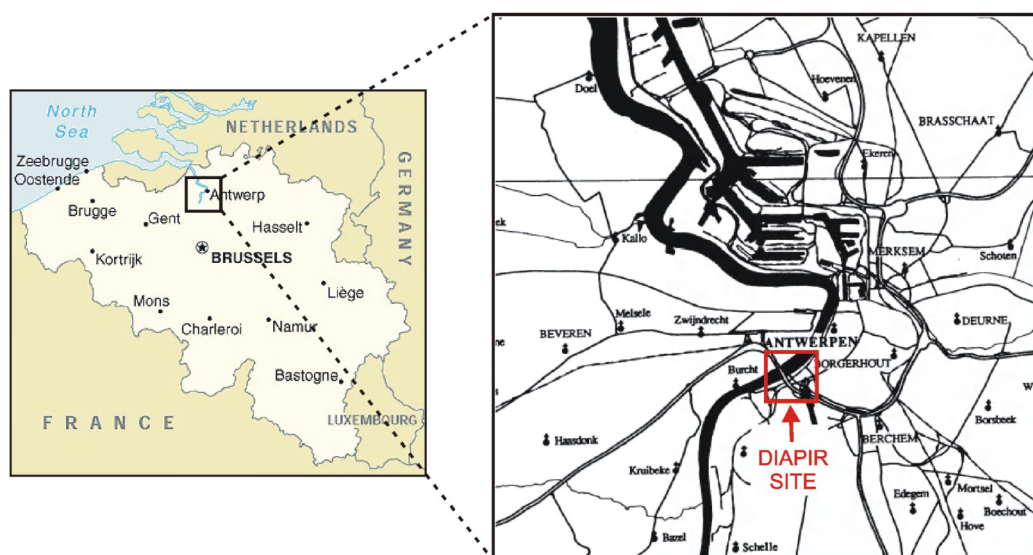 North
Sea
NETHERLANDS
GERMANY
Zeebrugge
Oostende
Antwerp
Brugge
Gent
Hasselt
BRUSSELS
Kortrijk
Liège
Mons
Charleroi
Namur
Bastogne
FRANCE
LUXEMBOURG
KAPELLEN
Doel
Hoevenen
BRASSCHAAT
Ekeren
Kallo
MERKSEM
Schoten
Melsele
Zwijndrecht
DEURNE
BEVEREN
ANTWERPEN
BORGERHOUT
Burcht
Borsbeek
Haasdonk
BERCHEM
DIAPIR
SITE
Kruibeke
Edegem
Mortsel
Boechout
Hove
Bazel
Schelle